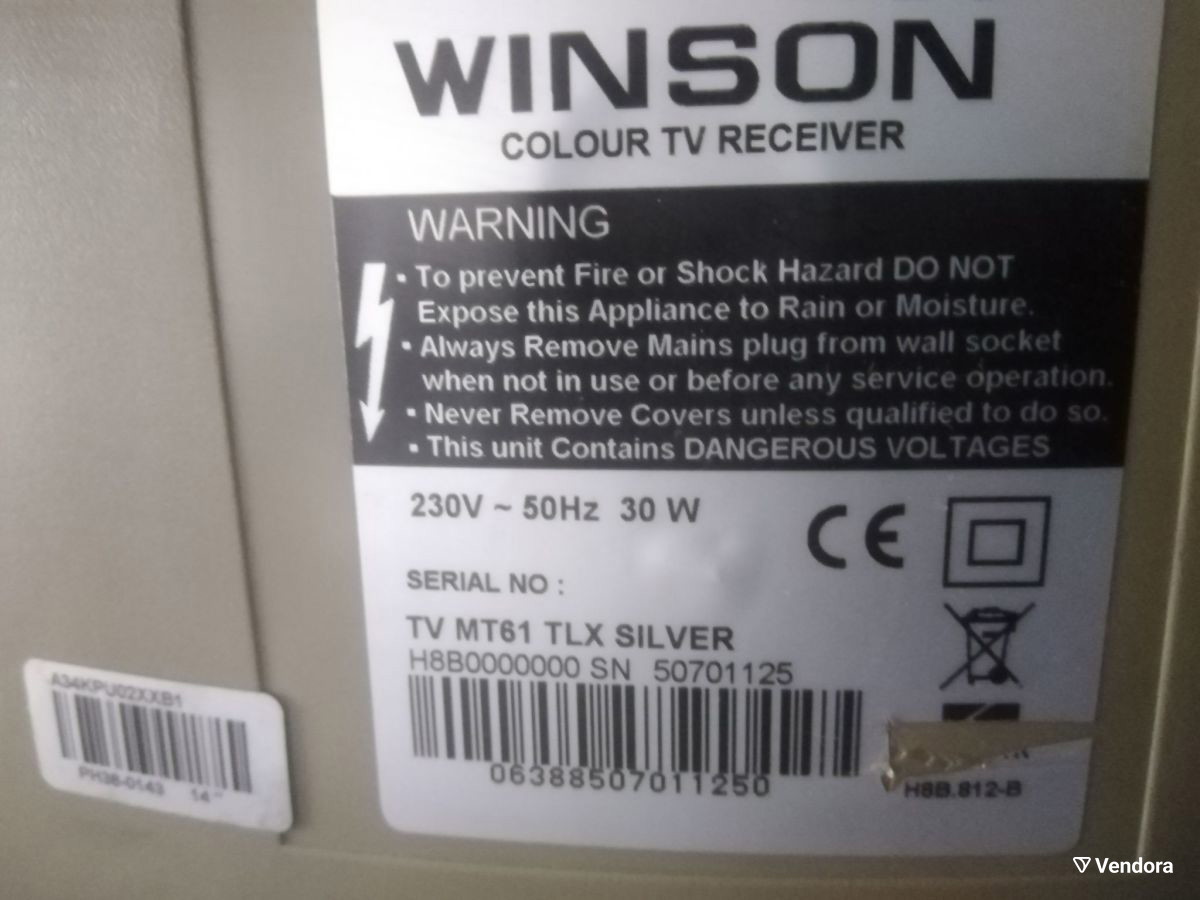 WINSON
COLOUR TV RECEIVER
WARNING
▪ To prevent Fire or Shock Hazard DO NOT
Expose this Appliance to Rain or Moisture.
▪ Always Remove Mains plug from wall socket
when not in use or before any service operation.
▪ Never Remove Covers unless qualified to do so.
▪ This unit Contains DANGEROUS VOLTAGES
230V ~ 50Hz 30 W
CE
SERIAL NO :
TV MT61 TLX SILVER
H8B0000000 SN 50701125
06388507011250
H8B.812-B
A34KPU02XXB1
PH38-0143 14"
Vendora